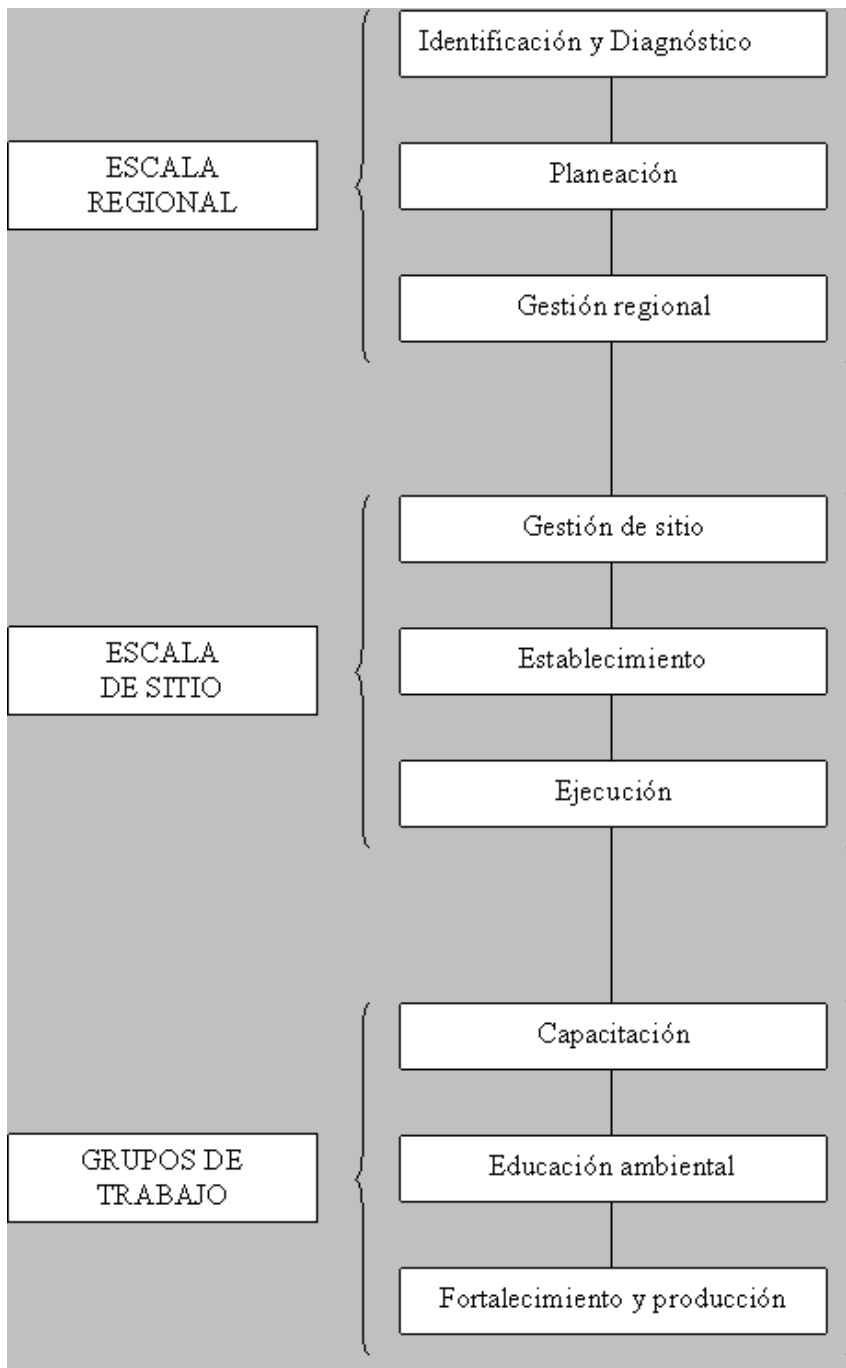 Identificación y Diagnóstico
ESCALA
REGIONAL
Planeación
Gestión regional
Gestión de sitio
ESCALA
DE SITIO
Establecimiento
Ejecución
Capacitación
GRUPOS DE
TRABAJO
Educación ambiental
Fortalecimiento y producción